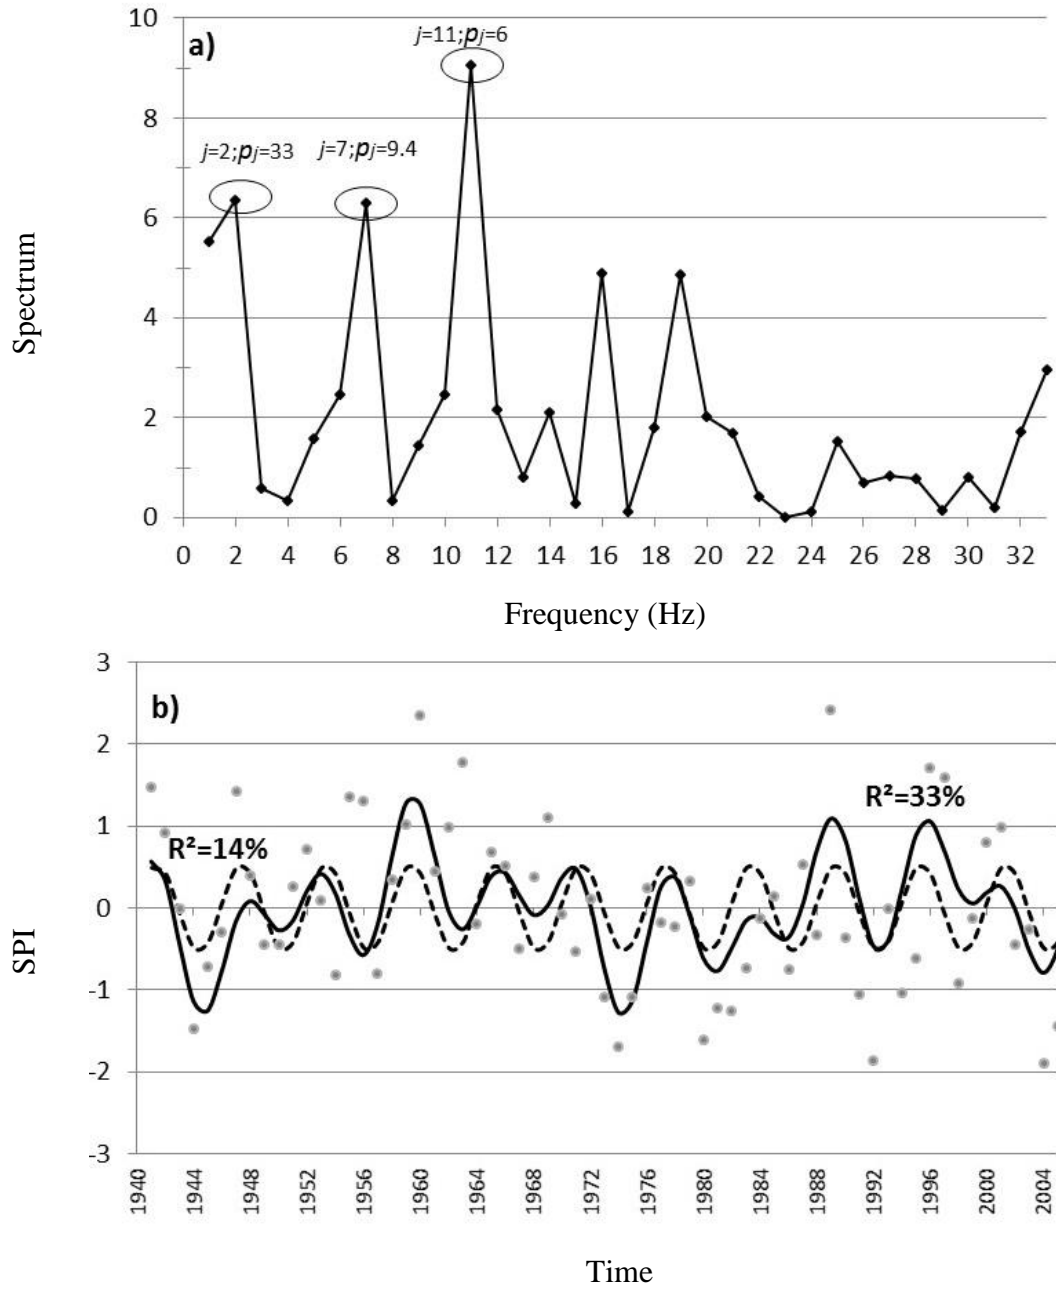 a)
j=11;pj=6
j=2;pj=33
j=7;pj=9.4
10
8
6
4
2
0
Spectrum
0 2 4 6 8 10 12 14 16 18 20 22 24 26 28 30 32
Frequency (Hz)
b)
R²=14%
R²=33%
3
2
1
0
-1
-2
-3
SPI
1940 1944 1948 1952 1956 1960 1964 1968 1972 1976 1980 1984 1988 1992 1996 2000 2004
Time